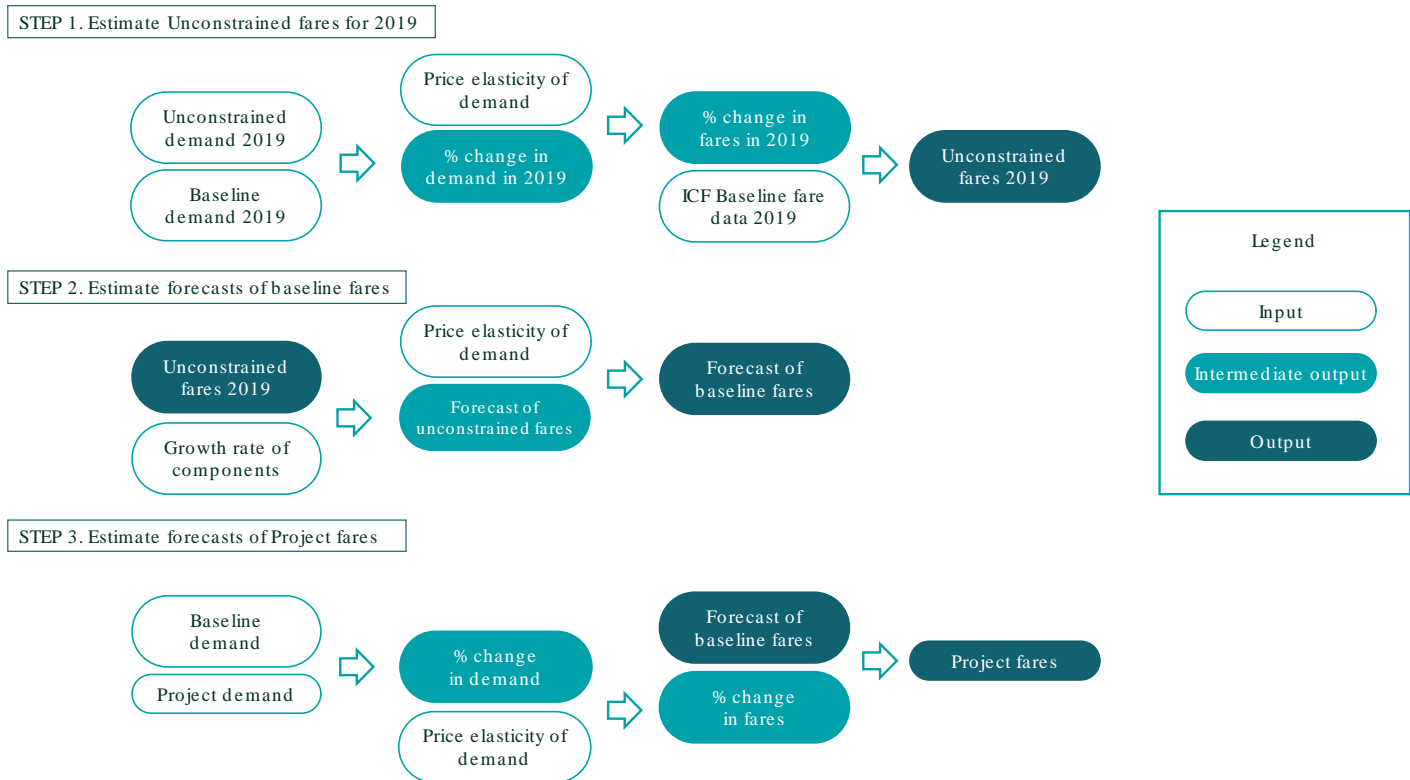 STEP 1. Estimate Unconstrained fares for 2019
Unconstrained
demand 2019
Baseline
demand 2019
Price elasticity of
demand
% change in
demand in 2019
% change in
fares in 2019
ICF Baseline fare
data 2019
Unconstrained
fares 2019
STEP 2. Estimate forecasts of baseline fares
Unconstrained
fares 2019
Growth rate of
components
Price elasticity of
demand
Forecast of
unconstrained fares
Forecast of
baseline fares
STEP 3. Estimate forecasts of Project fares
Baseline
demand
Project demand
% change
in demand
Price elasticity of
demand
Forecast of
baseline fares
% change
in fares
Project fares
Legend
Input
Intermediate output
Output